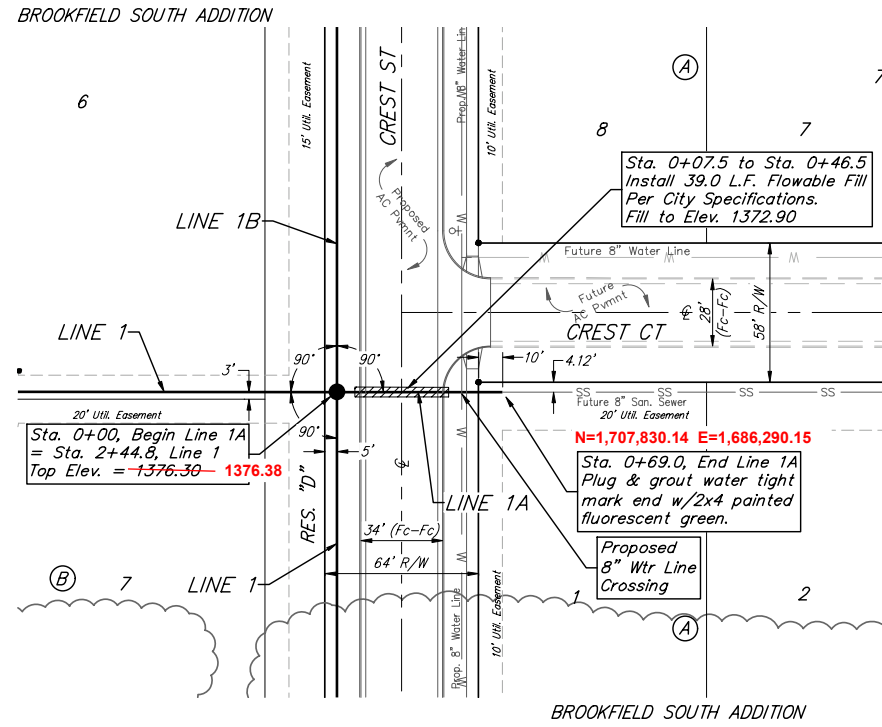 BROOKFIELD SOUTH ADDITION
6
15' Util. Easement
CREST ST
Prop. 8" Water Line
10' Util. Easement
A
7
8
7
Sta. 0+07.5 to Sta. 0+46.5
Install 39.0 L.F. Flowable Fill
Per City Specifications.
Fill to Elev. 1372.90
Proposed
AC Pvmnt
LINE 1B
W
Future 8" Water Line
W
W
W
Future
AC Pvmnt
28'
(Fc-Fc)
58' R/W
CREST CT
LINE 1
90°
90°
10'
4.12'
3'
SS
SS
SS
SS
Future 8" San. Sewer
20' Util. Easement
20' Util. Easement
N=1,707,830.14 E=1,686,290.15
Sta. 0+00, Begin Line 1A
= Sta. 2+44.8, Line 1
Top Elev. = 1376.30 1376.38
90°
5'
3
Sta. 0+69.0, End Line 1A
Plug & grout water tight
mark end w/2x4 painted
fluorescent green.
RES. "D"
LINE 1A
34' (Fc-Fc)
64' R/W
W
Proposed
8" Wtr Line
Crossing
B
7
LINE 1
Prop. 8" Water Line
10' Util. Easement
W
1
2
A
BROOKFIELD SOUTH ADDITION